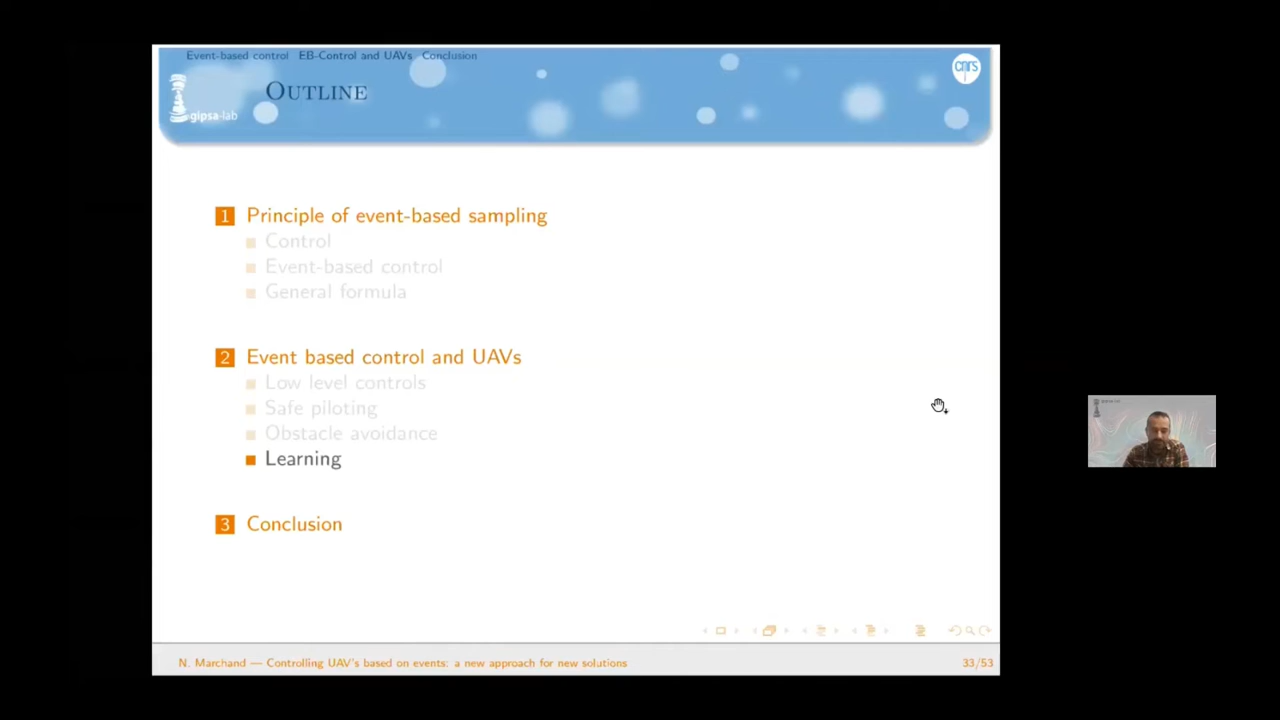 Event-based control EB-Control and UAVs Conclusion
OUTLINE
cnrs
gipsa-lab
1 Principle of event-based sampling
Control
Event-based control
General formula
2 Event based control and UAVs
Low level controls
Safe piloting
Obstacle avoidance
Learning
3 Conclusion
N. Marchand — Controlling UAV's based on events: a new approach for new solutions
33/53